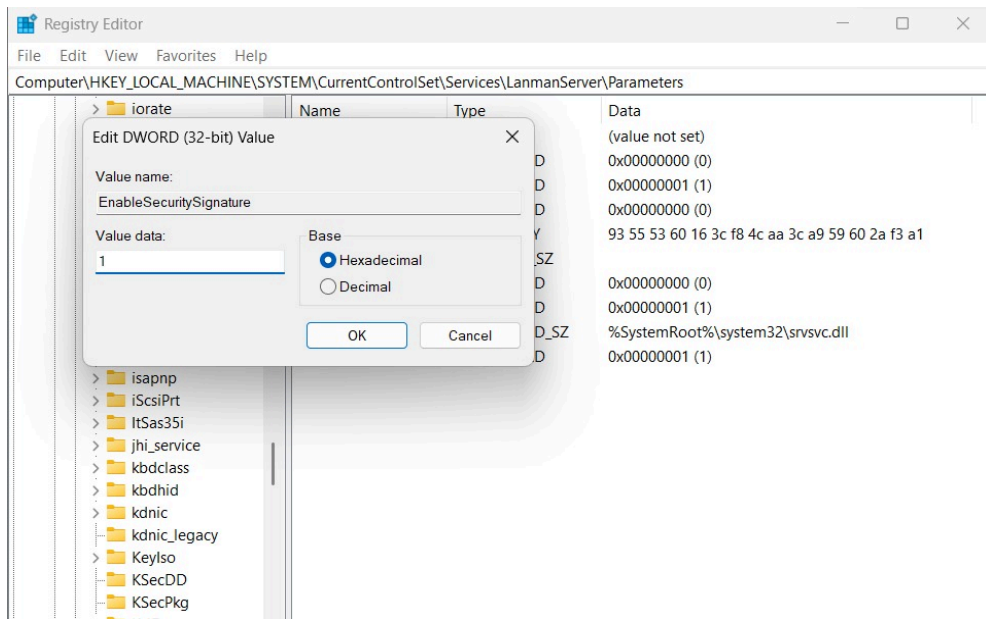 Registry Editor
File Edit View Favorites Help
Computer\HKEY_LOCAL_MACHINE\SYSTEM\CurrentControlSet\Services\LanmanServer\Parameters
iorate
Name Type Data
Edit DWORD (32-bit) Value
(value not set)
D 0x00000000 (0)
Value name:
D 0x00000001 (1)
EnableSecuritySignature
D 0x00000000 (0)
Value data:
Base
Y 93 55 53 60 16 3c f8 4c aa 3c a9 59 60 2a f3 a1
1
Hexadecimal
_SZ
Decimal
D 0x00000000 (0)
D 0x00000001 (1)
OK Cancel
D_SZ %SystemRoot%\system32\srvsvc.dll
D 0x00000001 (1)
isapnp
iScsiPrt
ItSas35i
jhi_service
kbdclass
kbdhid
kdnic
kdnic_legacy
KeyIso
KSecDD
KSecPkg